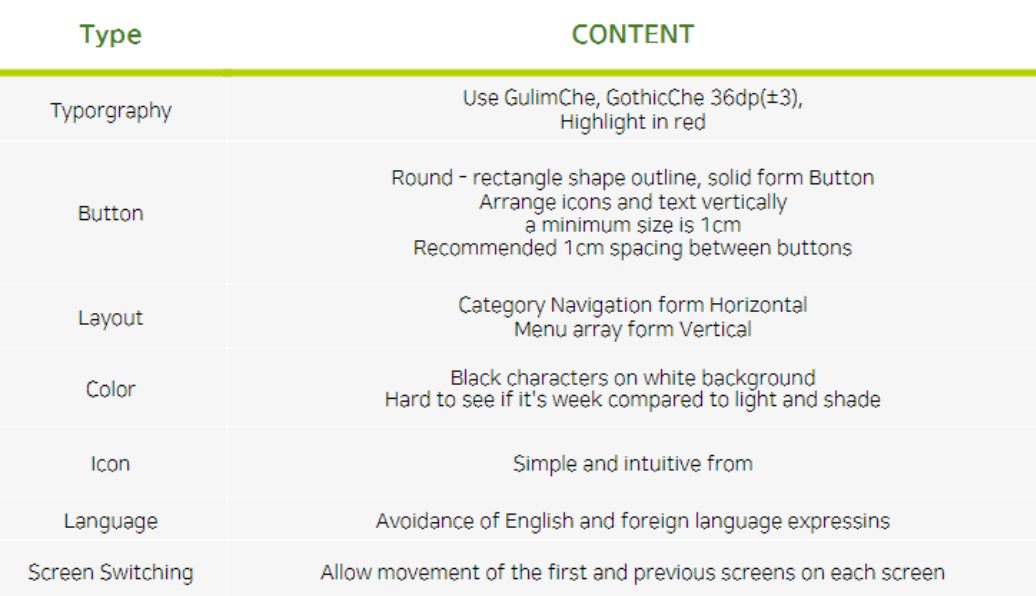 Type
CONTENT
Typorgraphy
Use GulimChe, GothicChe 36dp(±3),
Highlight in red
Button
Round - rectangle shape outline, solid form Button
Arrange icons and text vertically
a minimum size is 1cm
Recommended 1cm spacing between buttons
Layout
Category Navigation form Horizontal
Menu array form Vertical
Color
Black characters on white background
Hard to see if it's week compared to light and shade
Icon
Simple and intuitive from
Language
Avoidance of English and foreign language expressins
Screen Switching
Allow movement of the first and previous screens on each screen